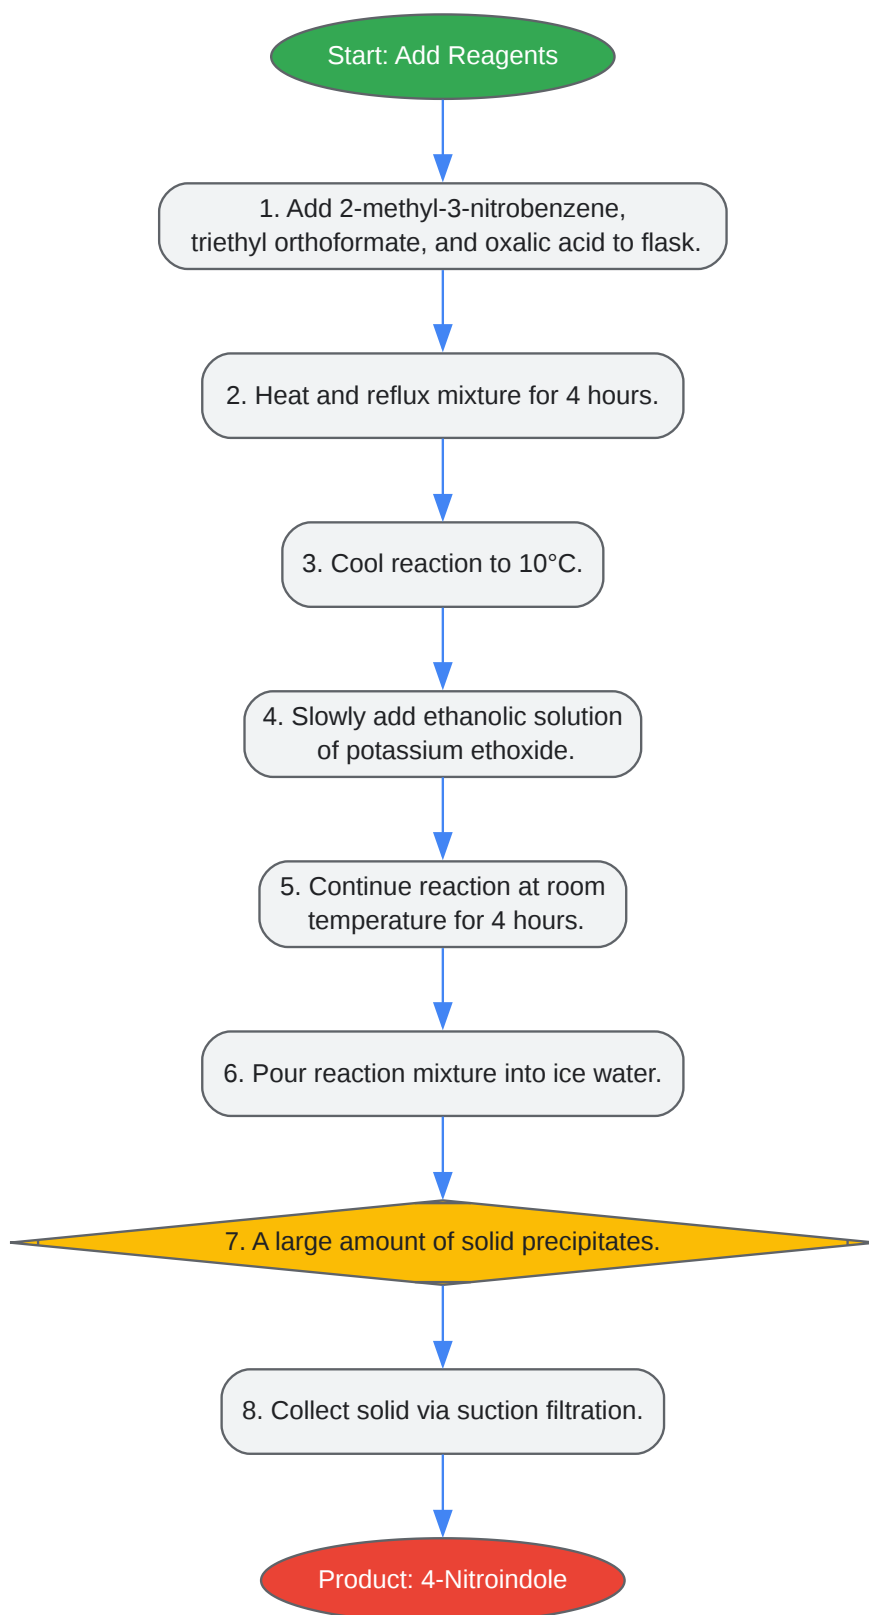 Start: Add Reagents
1. Add 2-methyl-3-nitrobenzene,
triethyl orthoformate, and oxalic acid to flask.
2. Heat and reflux mixture for 4 hours.
3. Cool reaction to 10°C.
4. Slowly add ethanolic solution
of potassium ethoxide.
5. Continue reaction at room
temperature for 4 hours.
6. Pour reaction mixture into ice water.
7. A large amount of solid precipitates.
8. Collect solid via suction filtration.
Product: 4-Nitroindole